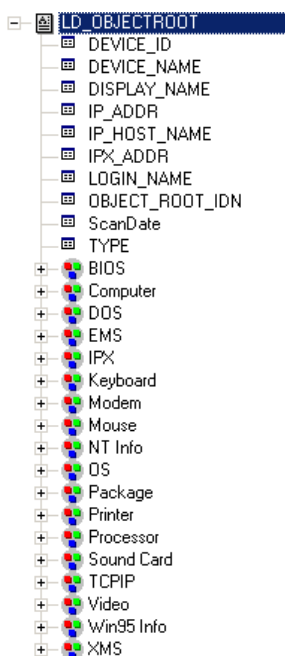 LD_OBJECTROOT
DEVICE_ID
DEVICE_NAME
DISPLAY_NAME
IP_ADDR
IP_HOST_NAME
IPX_ADDR
LOGIN_NAME
OBJECT_ROOT_IDN
ScanDate
TYPE
BIOS
Computer
DOS
EMS
IPX
Keyboard
Modem
Mouse
NT Info
OS
Package
Printer
Processor
Sound Card
TCPIP
Video
Win95 Info
XMS